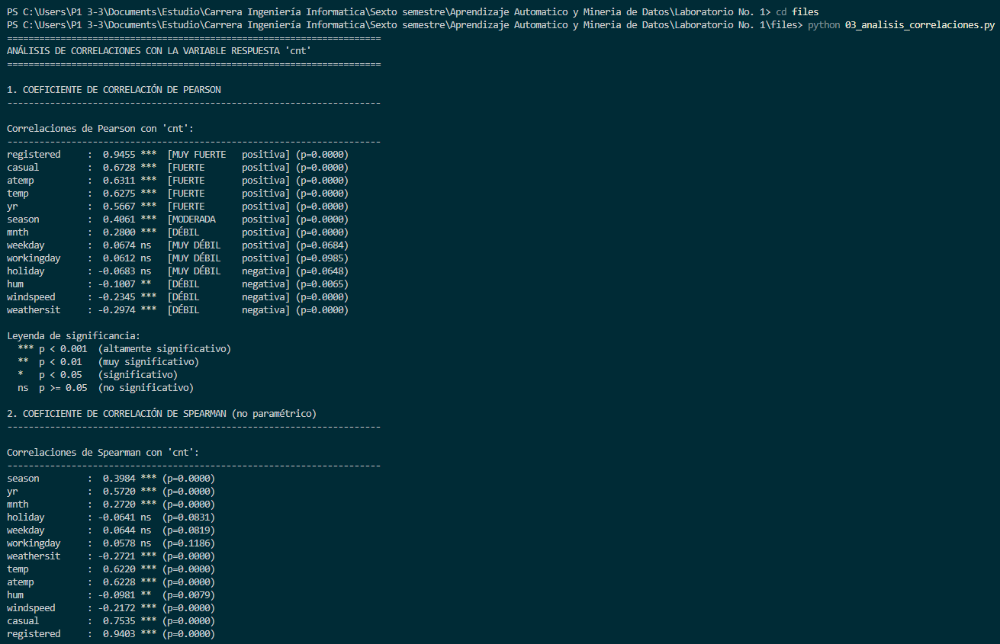 PS C:\Users\P1 3-3\Documents\Estudio\Carrera Ingeniería Informatica\Sexto semestre\Aprendizaje Automatico y Mineria de Datos\Laboratorio No. 1> cd files
PS C:\Users\P1 3-3\Documents\Estudio\Carrera Ingeniería Informatica\Sexto semestre\Aprendizaje Automatico y Mineria de Datos\Laboratorio No. 1\files> python 03_analisis_correlaciones.py
======================================================================
ANÁLISIS DE CORRELACIONES CON LA VARIABLE RESPUESTA 'cnt'
======================================================================

1. COEFICIENTE DE CORRELACIÓN DE PEARSON
----------------------------------------------------------------------

Correlaciones de Pearson con 'cnt':
----------------------------------------------------------------------
registered     :  0.9455 ***  [MUY FUERTE   positiva] (p=0.0000)
casual         :  0.6728 ***  [FUERTE       positiva] (p=0.0000)
atemp          :  0.6311 ***  [FUERTE       positiva] (p=0.0000)
temp           :  0.6275 ***  [FUERTE       positiva] (p=0.0000)
yr             :  0.5667 ***  [FUERTE       positiva] (p=0.0000)
season         :  0.4061 ***  [MODERADA     positiva] (p=0.0000)
mnth           :  0.2800 ***  [DÉBIL        positiva] (p=0.0000)
weekday        :  0.0674 ns   [MUY DÉBIL    positiva] (p=0.0684)
workingday     :  0.0612 ns   [MUY DÉBIL    positiva] (p=0.0985)
holiday        : -0.0683 ns   [MUY DÉBIL    negativa] (p=0.0648)
hum            : -0.1007 **   [DÉBIL        negativa] (p=0.0065)
windspeed      : -0.2345 ***  [DÉBIL        negativa] (p=0.0000)
weathersit     : -0.2974 ***  [DÉBIL        negativa] (p=0.0000)

Leyenda de significancia:
  *** p < 0.001  (altamente significativo)
  **  p < 0.01   (muy significativo)
  *   p < 0.05   (significativo)
  ns  p >= 0.05  (no significativo)

2. COEFICIENTE DE CORRELACIÓN DE SPEARMAN (no paramétrico)
----------------------------------------------------------------------

Correlaciones de Spearman con 'cnt':
----------------------------------------------------------------------
season         :  0.3984 *** (p=0.0000)
yr             :  0.5720 *** (p=0.0000)
mnth           :  0.2720 *** (p=0.0000)
holiday        : -0.0641 ns  (p=0.0831)
weekday        :  0.0644 ns  (p=0.0819)
workingday     :  0.0578 ns  (p=0.1186)
weathersit     : -0.2721 *** (p=0.0000)
temp           :  0.6220 *** (p=0.0000)
atemp          :  0.6228 *** (p=0.0000)
hum            : -0.0981 **  (p=0.0079)
windspeed      : -0.2172 *** (p=0.0000)
casual         :  0.7535 *** (p=0.0000)
registered     :  0.9403 *** (p=0.0000)